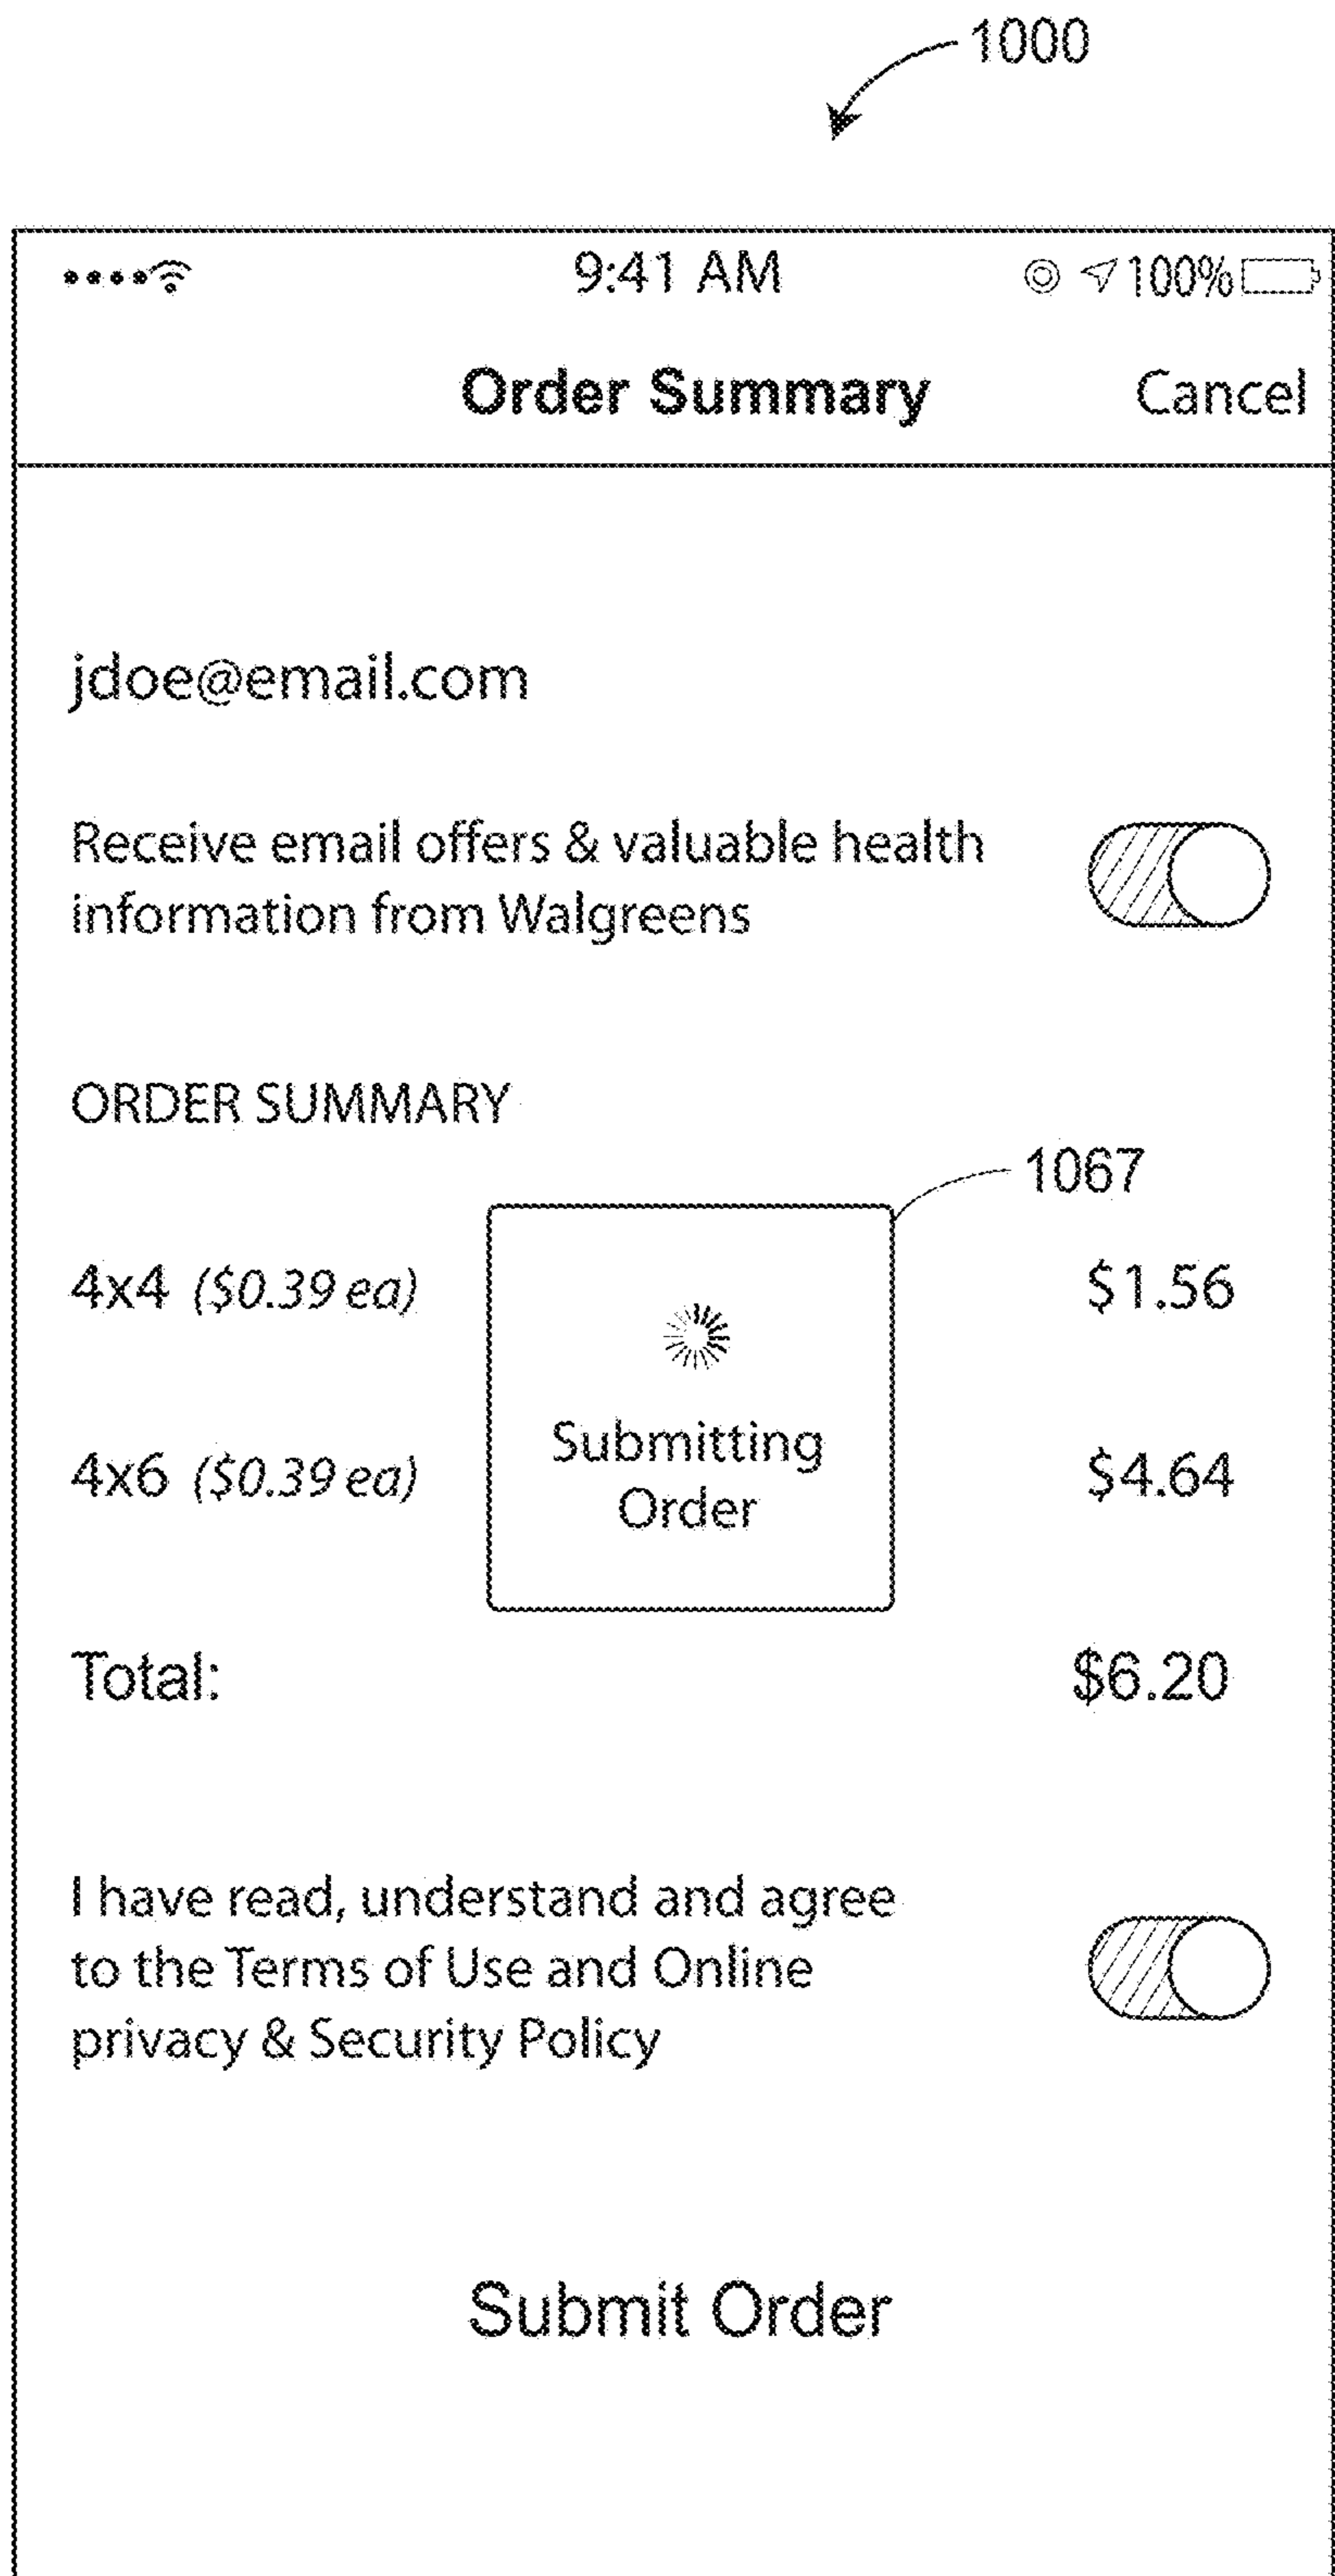 1000
9:41 AM
100%
Order Summary
Cancel
jdoe@email.com
Receive email offers & valuable health
information from Walgreens
ORDER SUMMARY
1067
4x4 ($0.39 ea)
$1.56
4x6 ($0.39 ea)
$4.64
Submitting
Order
Total:
$6.20
I have read, understand and agree
to the Terms of Use and Online
privacy & Security Policy
Submit Order